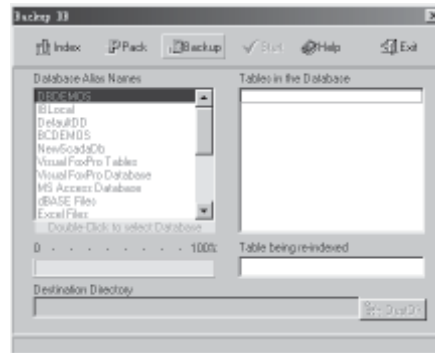 Backup DB
Index Pack Backup Start Help Exit
Database Alias Names
DBDEMOS
IBLocal
DefaultDD
BCDEMOS
NewScadaDb
Visual FoxPro Tables
Visual FoxPro Database
MS Access Database
dBASE Files
Excel Files
Double-Click to select Database
Tables in the Database
0 - - - - - - - - 100%
Table being re-indexed
Destination Directory